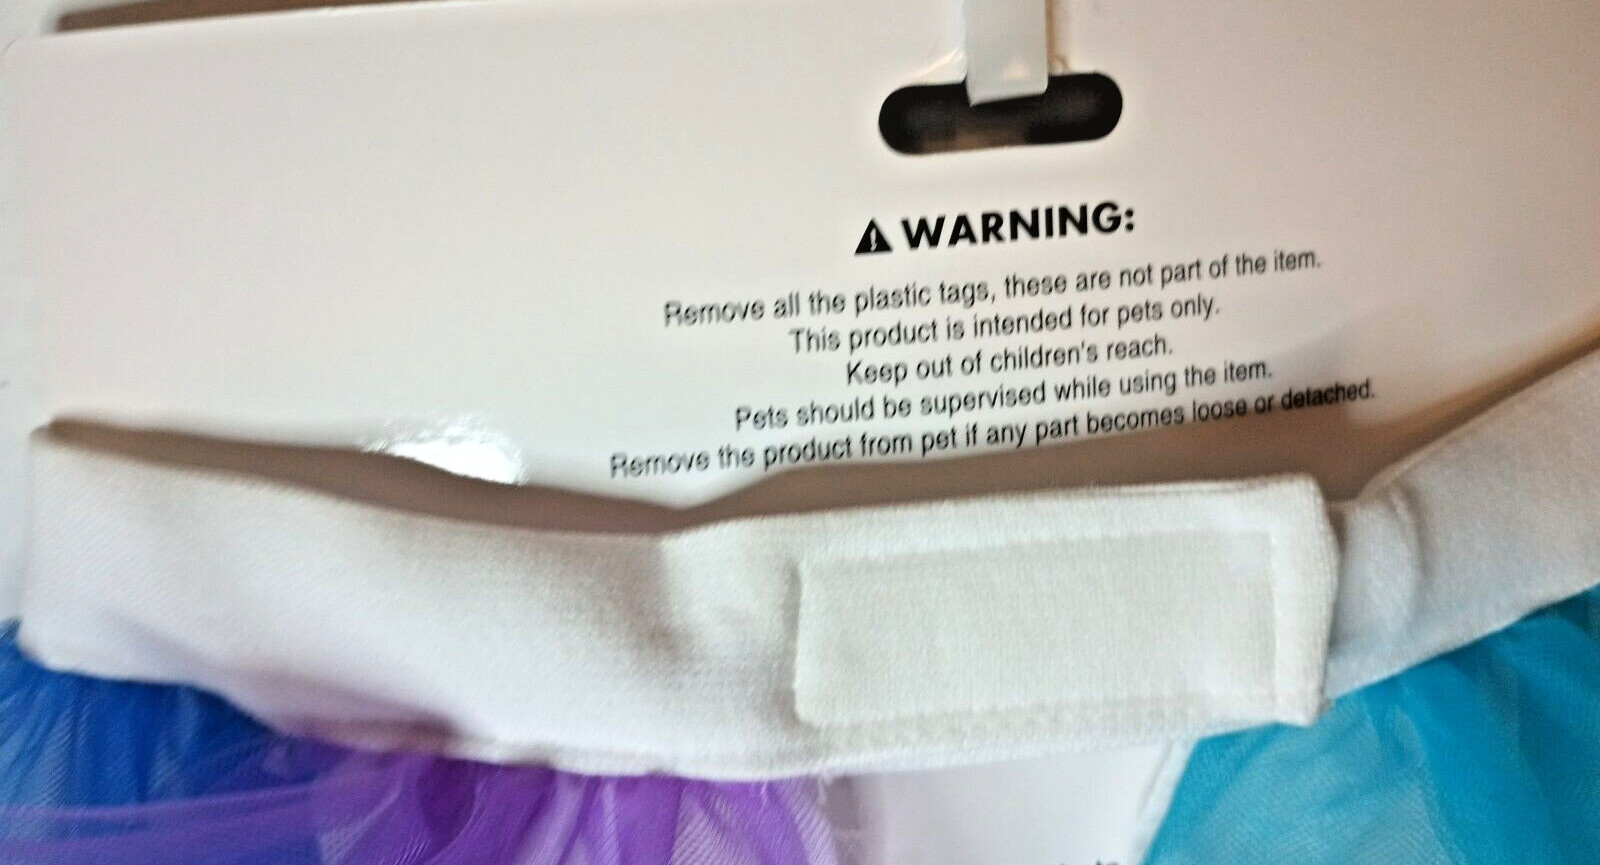 WARNING:
Remove all the plastic tags, these are not part of the item.
This product is intended for pets only.
Keep out of children's reach.
Pets should be supervised while using the item.
Remove the product from pet if any part becomes loose or detached.